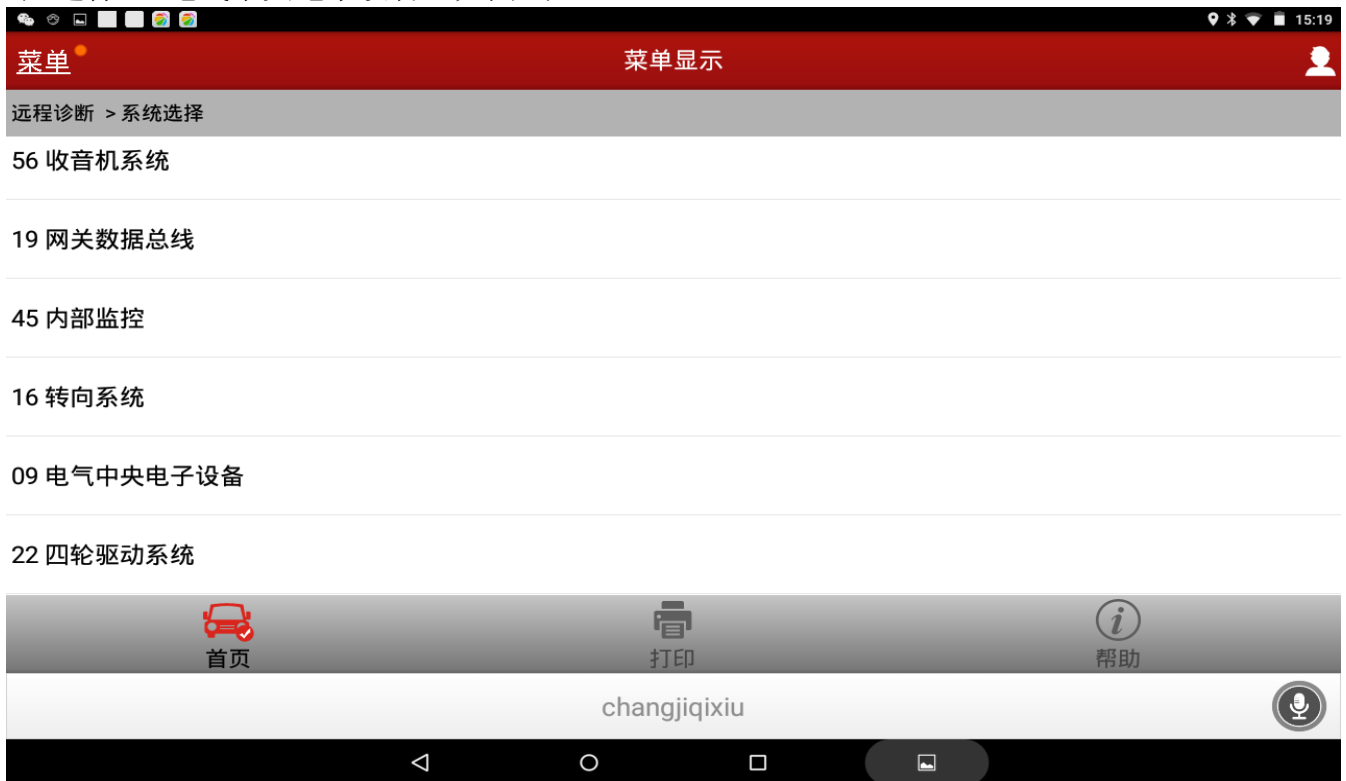 15:19
菜单
菜单显示
远程诊断 >系统选择
56 收音机系统
19 网关数据总线
45 内部监控
16 转向系统
09 电气中央电子设备
22 四轮驱动系统
首页
打印
帮助
changjiqixiu